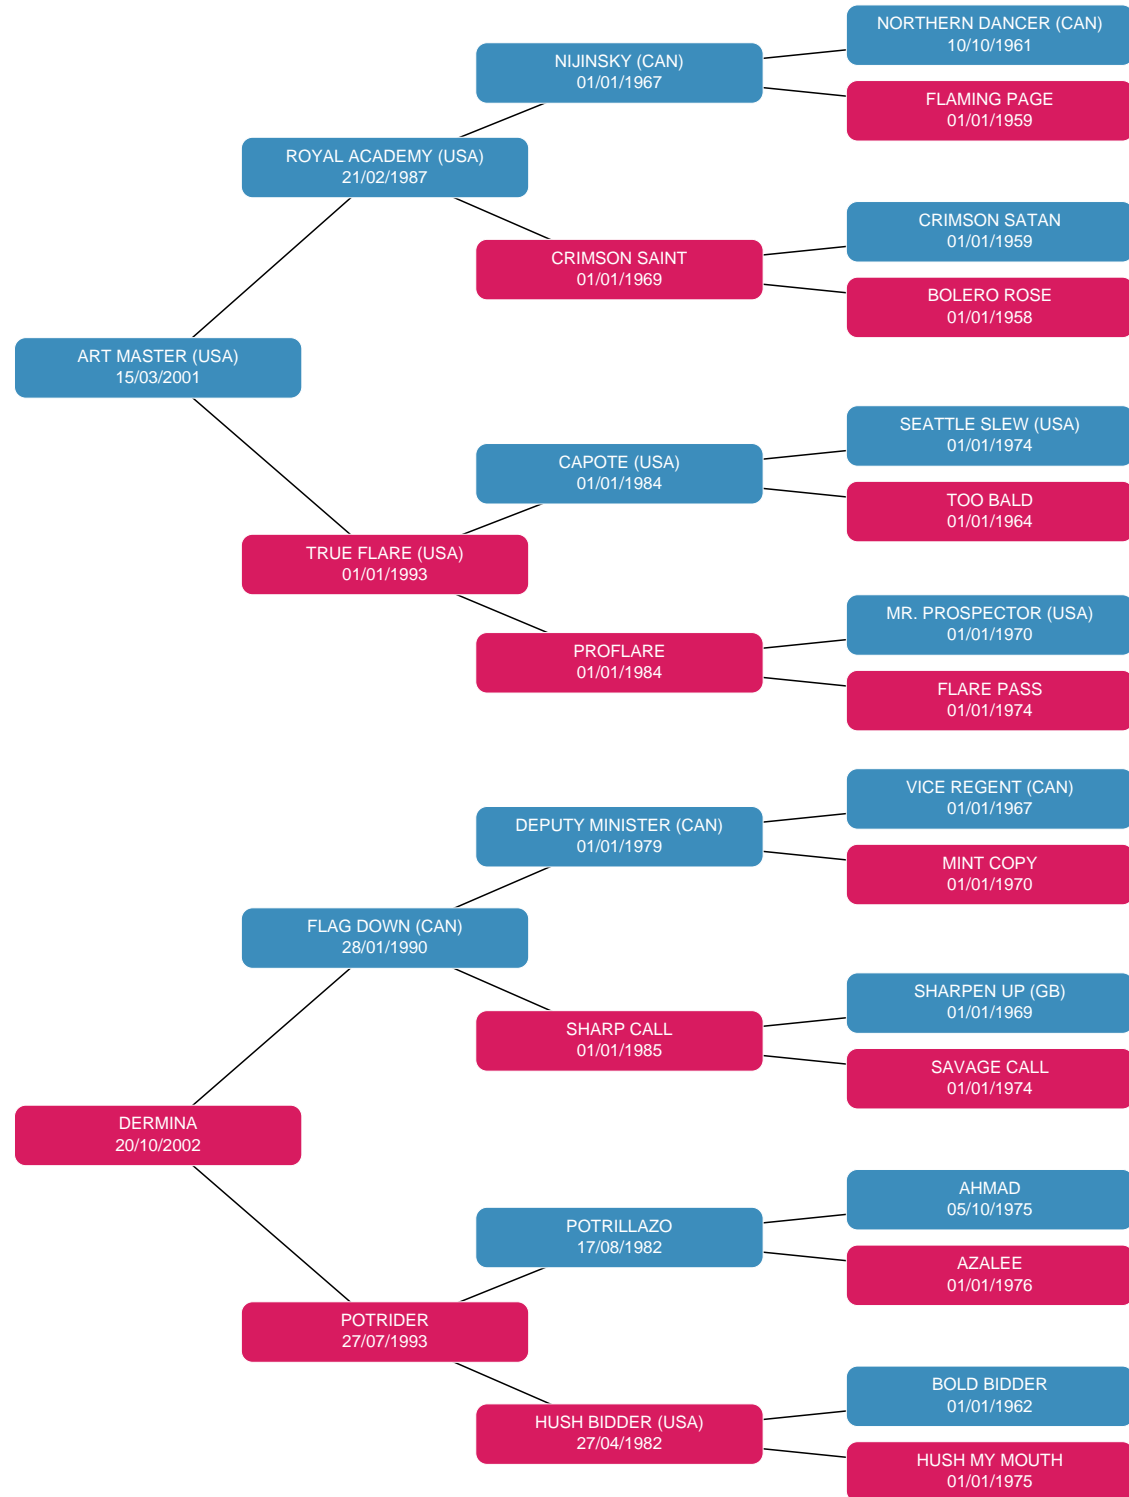 NORTHERN DANCER (CAN)
10/10/1961
NIJINSKY (CAN)
01/01/1967
FLAMING PAGE
01/01/1959
ROYAL ACADEMY (USA)
21/02/1987
CRIMSON SATAN
01/01/1959
CRIMSON SAINT
01/01/1969
BOLERO ROSE
01/01/1958
ART MASTER (USA)
15/03/2001
SEATTLE SLEW (USA)
01/01/1974
CAPOTE (USA)
01/01/1984
TOO BALD
01/01/1964
TRUE FLARE (USA)
01/01/1993
MR. PROSPECTOR (USA)
01/01/1970
PROFLARE
01/01/1984
FLARE PASS
01/01/1974
VICE REGENT (CAN)
01/01/1967
DEPUTY MINISTER (CAN)
01/01/1979
MINT COPY
01/01/1970
FLAG DOWN (CAN)
28/01/1990
SHARPEN UP (GB)
01/01/1969
SHARP CALL
01/01/1985
SAVAGE CALL
01/01/1974
DERMINA
20/10/2002
AHMAD
05/10/1975
POTRILLAZO
17/08/1982
AZALEE
01/01/1976
POTRIDER
27/07/1993
BOLD BIDDER
01/01/1962
HUSH BIDDER (USA)
27/04/1982
HUSH MY MOUTH
01/01/1975